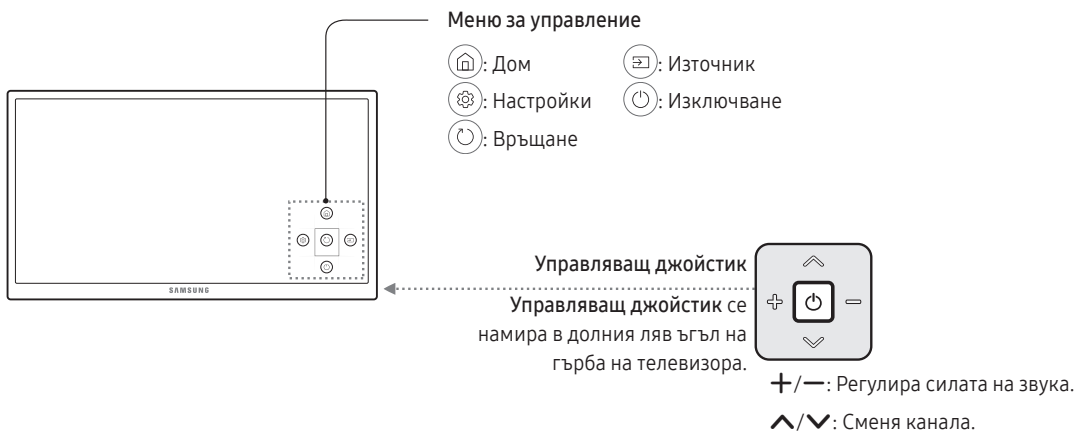 Меню за управление
: Дом
: Източник
: Настройки
: Изключване
: Връщане
SAMSUNG
Управляващ джойстик
Управляващ джойстик се
намира в долния ляв ъгъл на
гърба на телевизора.
+/−: Регулира силата на звука.
∧/∨: Сменя канала.